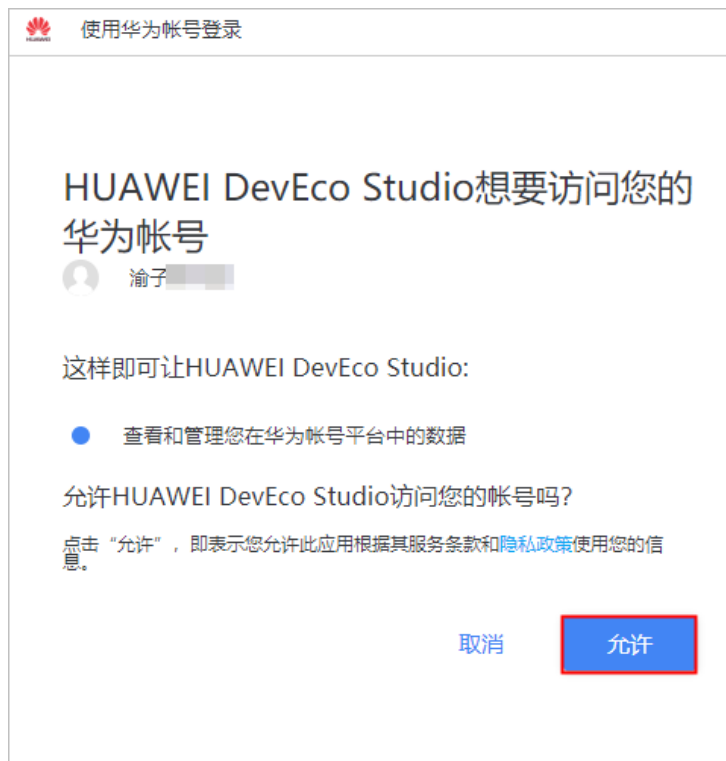 HUAWEI
使用华为帐号登录
HUAWEI DevEco Studio想要访问您的
华为帐号
渝子
这样即可让HUAWEI DevEco Studio:
查看和管理您在华为帐号平台中的数据
允许HUAWEI DevEco Studio访问您的帐号吗?
点击“允许”，即表示您允许此应用根据其服务条款和隐私政策使用您的信
息。
取消
允许